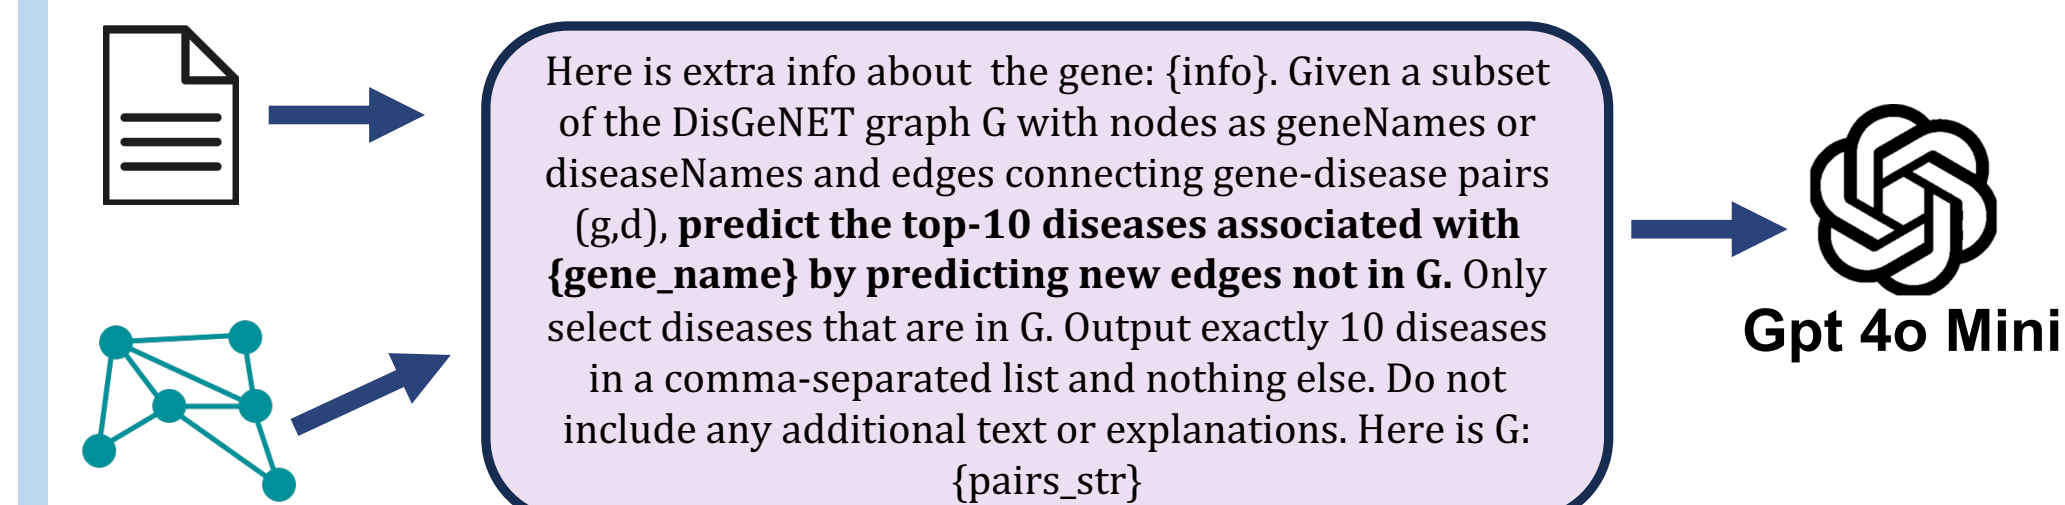 Here is extra info about  the gene: {info}. Given a subset
of the DisGeNET graph G with nodes as geneNames or
diseaseNames and edges connecting gene-disease pairs
(g,d), predict the top-10 diseases associated with
{gene_name} by predicting new edges not in G. Only
select diseases that are in G. Output exactly 10 diseases
in a comma-separated list and nothing else. Do not
include any additional text or explanations. Here is G:
{pairs_str}
Gpt 4o Mini